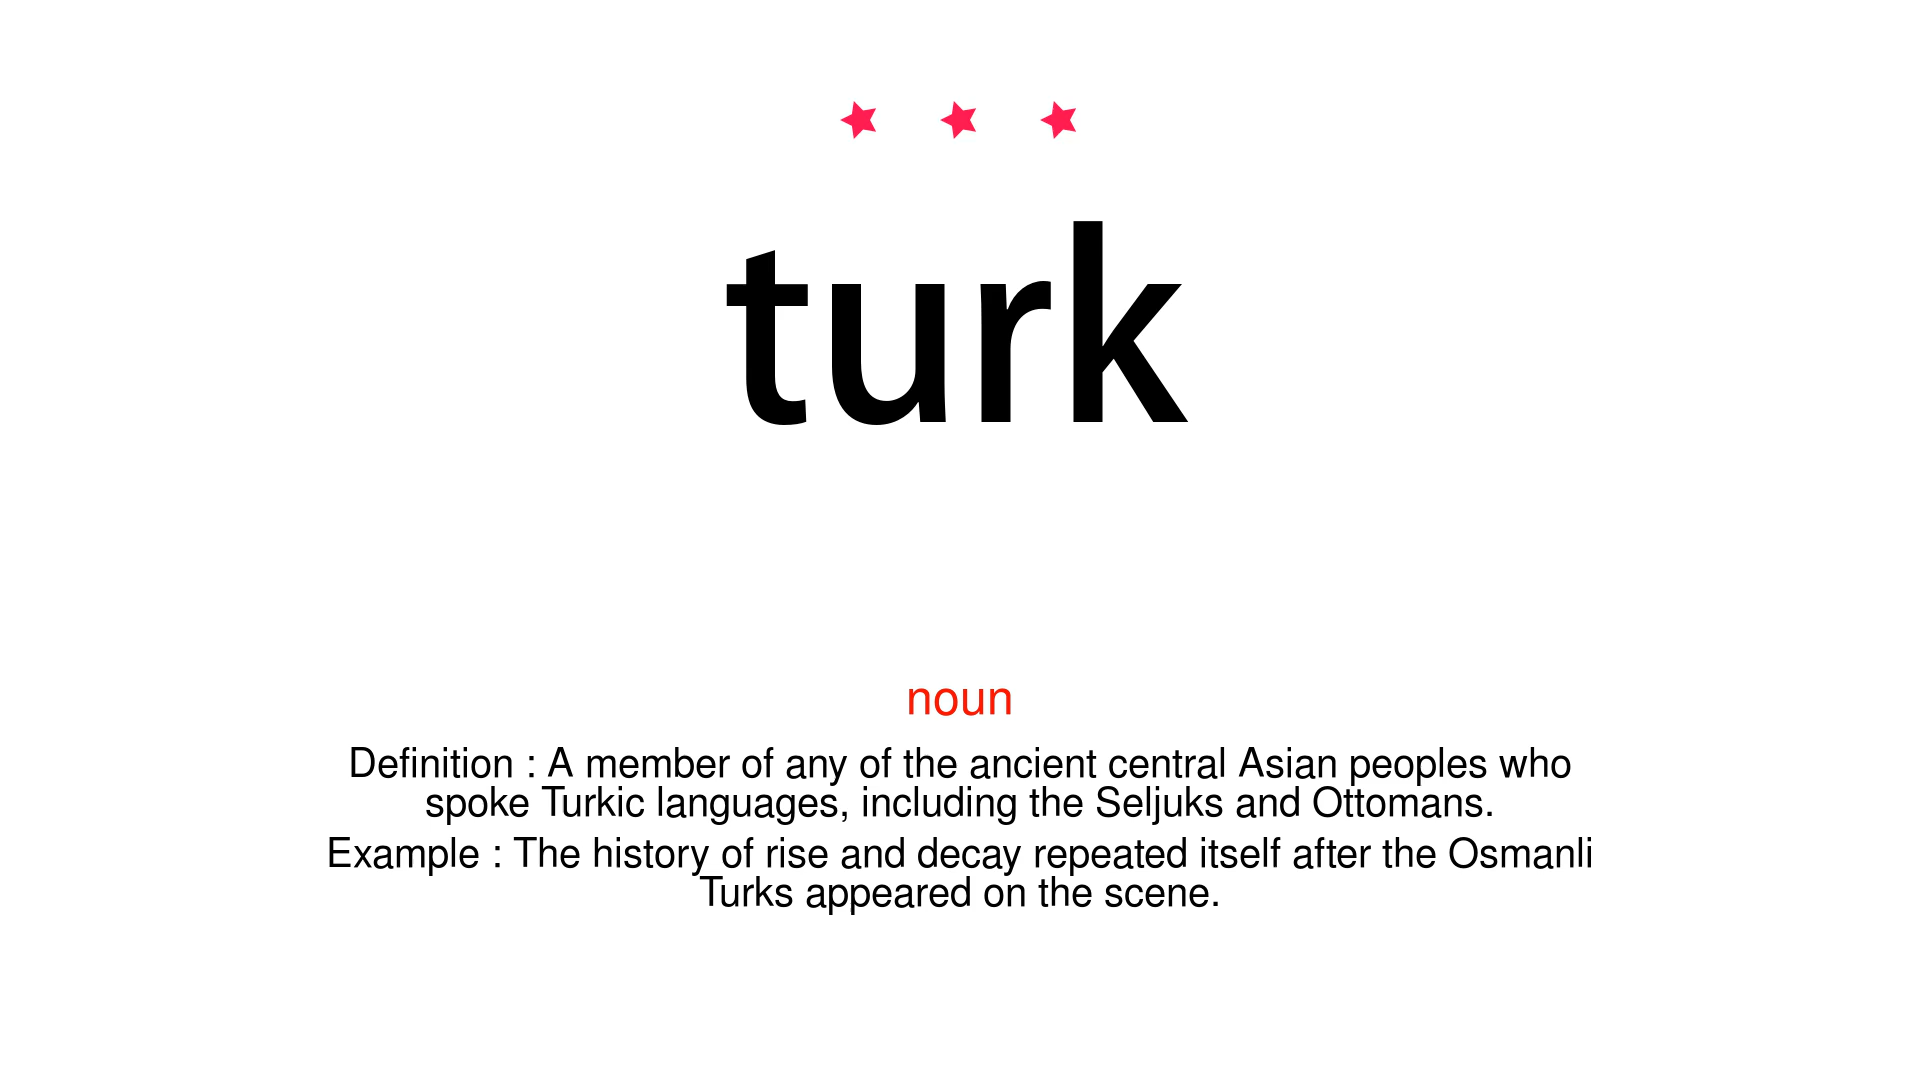 turk
noun
Definition : A member of any of the ancient central Asian peoples who
spoke Turkic languages, including the Seljuks and Ottomans.
Example : The history of rise and decay repeated itself after the Osmanli
Turks appeared on the scene.